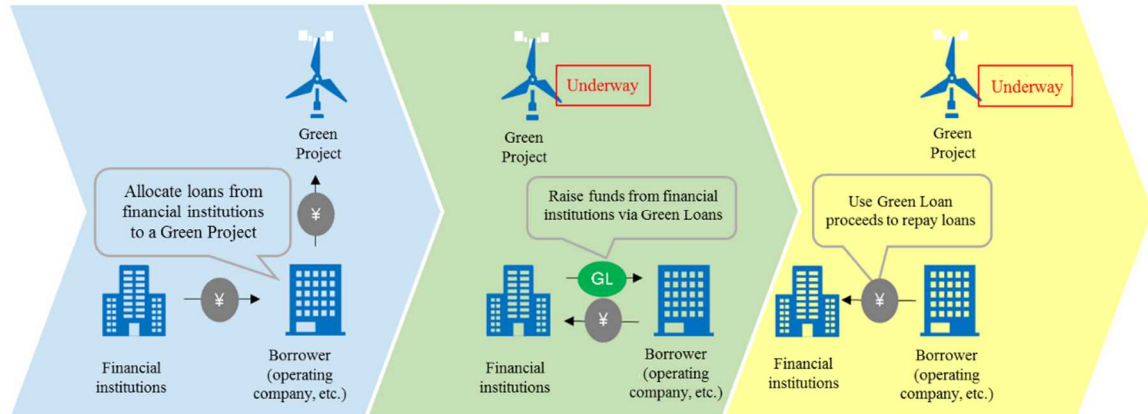 Green
Project
Allocate loans from
financial institutions
to a Green Project
¥
¥
Financial
institutions
Borrower
(operating
company, etc.)
Underway
Green
Project
Raise funds from financial
institutions via Green Loans
GL
¥
Financial
institutions
Borrower
(operating
company, etc.)
Underway
Green
Project
Use Green Loan
proceeds to repay loans
¥
Financial
institutions
Borrower
(operating
company, etc.)